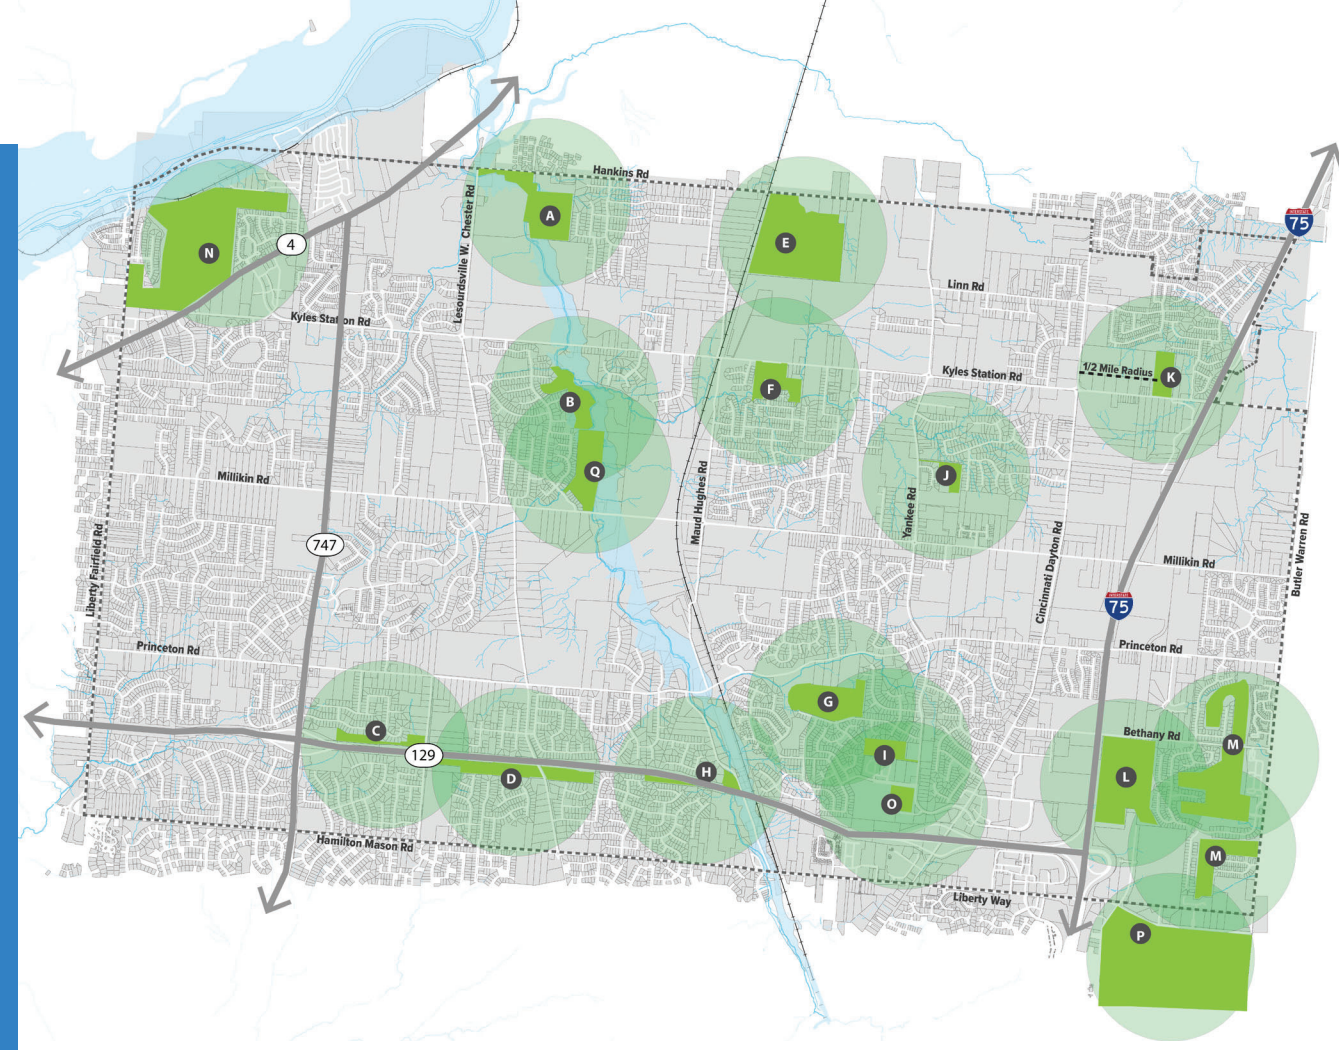 Hankins Rd
INTERSTATE
75
A
Lesourdsville W. Chester Rd
E
4
N
Linn Rd
Kyles Station Rd
1/2 Mile Radius
K
Kyles Station Rd
F
B
Q
J
Millikin Rd
Maud Hughes Rd
Yankee Rd
747
Liberty Fairfield Rd
Cincinnati Dayton Rd
Butler Warren Rd
Millikin Rd
INTERSTATE
75
Princeton Rd
Princeton Rd
G
C
Bethany Rd
M
129
I
H
D
L
O
Hamilton Mason Rd
M
Liberty Way
P